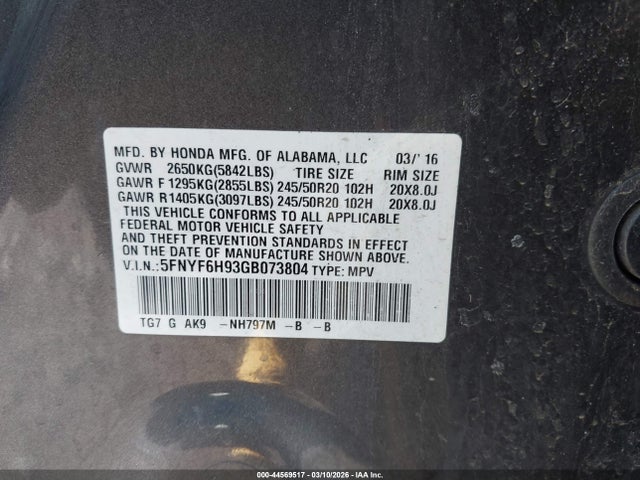 MFD. BY HONDA MFG. OF ALABAMA, LLC 03/'16
GVWR 2650KG(5842LBS) TIRE SIZE RIM SIZE
GAWR F 1295KG(2855LBS) 245/50R20 102H 20X8.0J
GAWR R 1405KG(3097LBS) 245/50R20 102H 20X8.0J
THIS VEHICLE CONFORMS TO ALL APPLICABLE
FEDERAL MOTOR VEHICLE SAFETY
AND THEFT PREVENTION STANDARDS IN EFFECT
ON THE DATE OF MANUFACTURE SHOWN ABOVE.
V.I.N.:5FNYF6H93GB073804 TYPE: MPV
TG7 G AK9 -NH797M -B -B
000-44569517 - 03/10/2026 - IAA Inc.